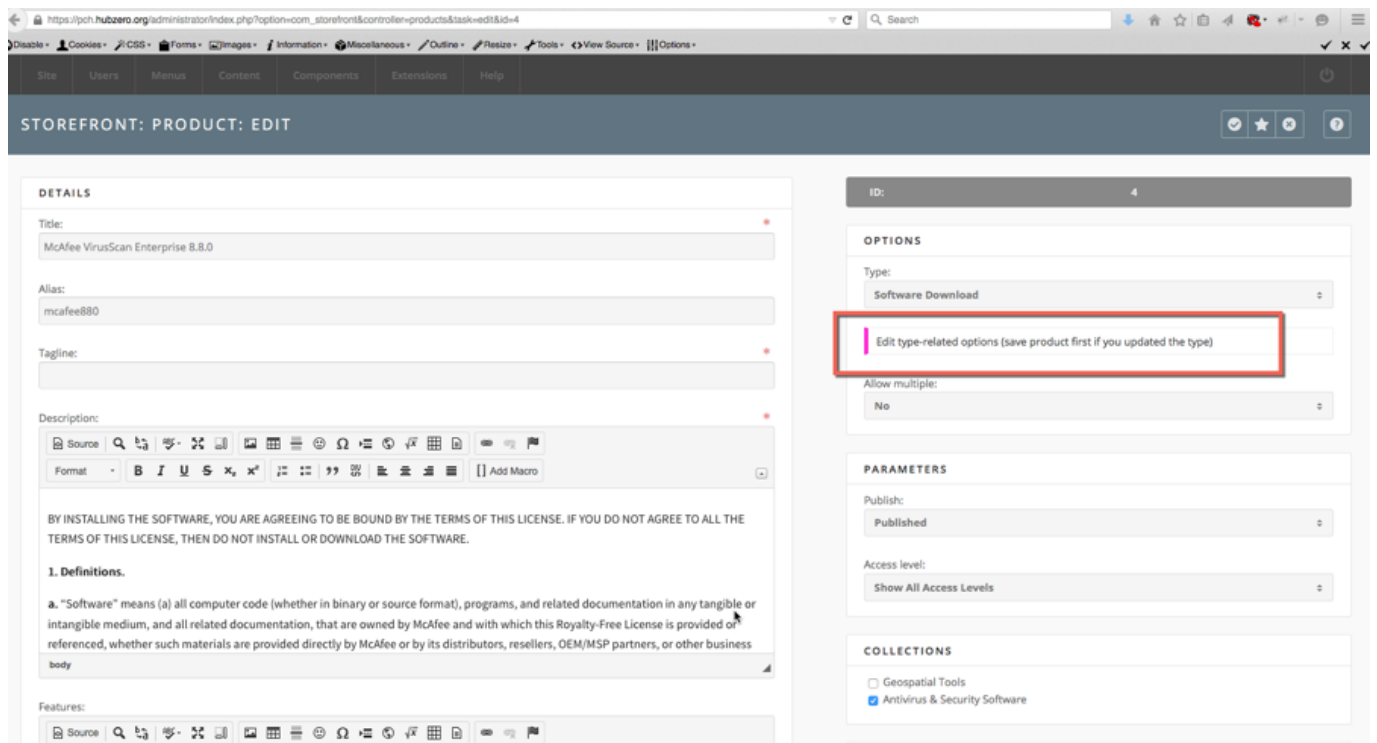 https://pch.hubzero.org/administrator/index.php?option=com_storefront&controller=products&task=edit&id=4
Search
Disable Cookies CSS Forms Images Information Miscellaneous Outline Resize Tools View Source Options
Site Users Menus Content Components Extensions Help
STOREFRONT: PRODUCT: EDIT
DETAILS
Title: *
McAfee VirusScan Enterprise 8.8.0
Alias:
mcafee880
Tagline: *
Description: *
Source
Format B I U S x₂ x² Add Macro
BY INSTALLING THE SOFTWARE, YOU ARE AGREEING TO BE BOUND BY THE TERMS OF THIS LICENSE. IF YOU DO NOT AGREE TO ALL THE
TERMS OF THIS LICENSE, THEN DO NOT INSTALL OR DOWNLOAD THE SOFTWARE.
1. Definitions.
a. “Software” means (a) all computer code (whether in binary or source format), programs, and related documentation in any tangible or
intangible medium, and all related documentation, that are owned by McAfee and with which this Royalty-Free License is provided or
referenced, whether such materials are provided directly by McAfee or by its distributors, resellers, OEM/MSP partners, or other business
body
Features:
Source
ID: 4
OPTIONS
Type:
Software Download
Edit type-related options (save product first if you updated the type)
Allow multiple:
No
PARAMETERS
Publish:
Published
Access level:
Show All Access Levels
COLLECTIONS
Geospatial Tools
Antivirus & Security Software